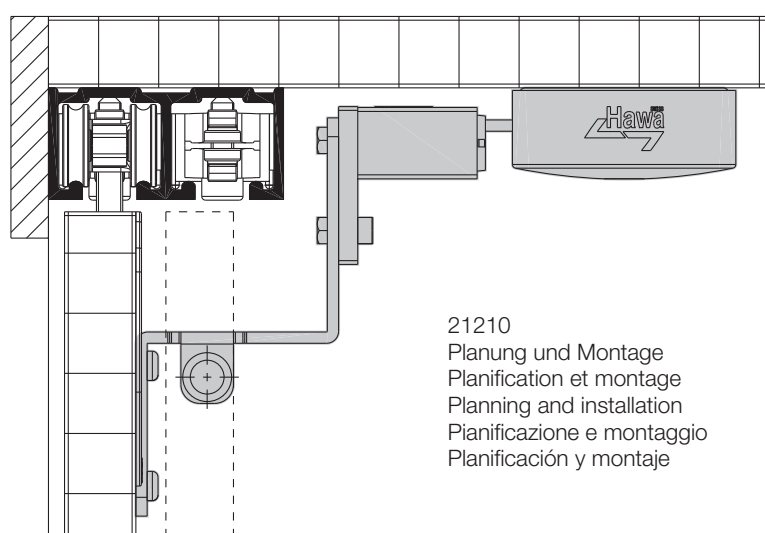 Hawa
21210
Planung und Montage
Planification et montage
Planning and installation
Pianificazione e montaggio
Planificación y montaje